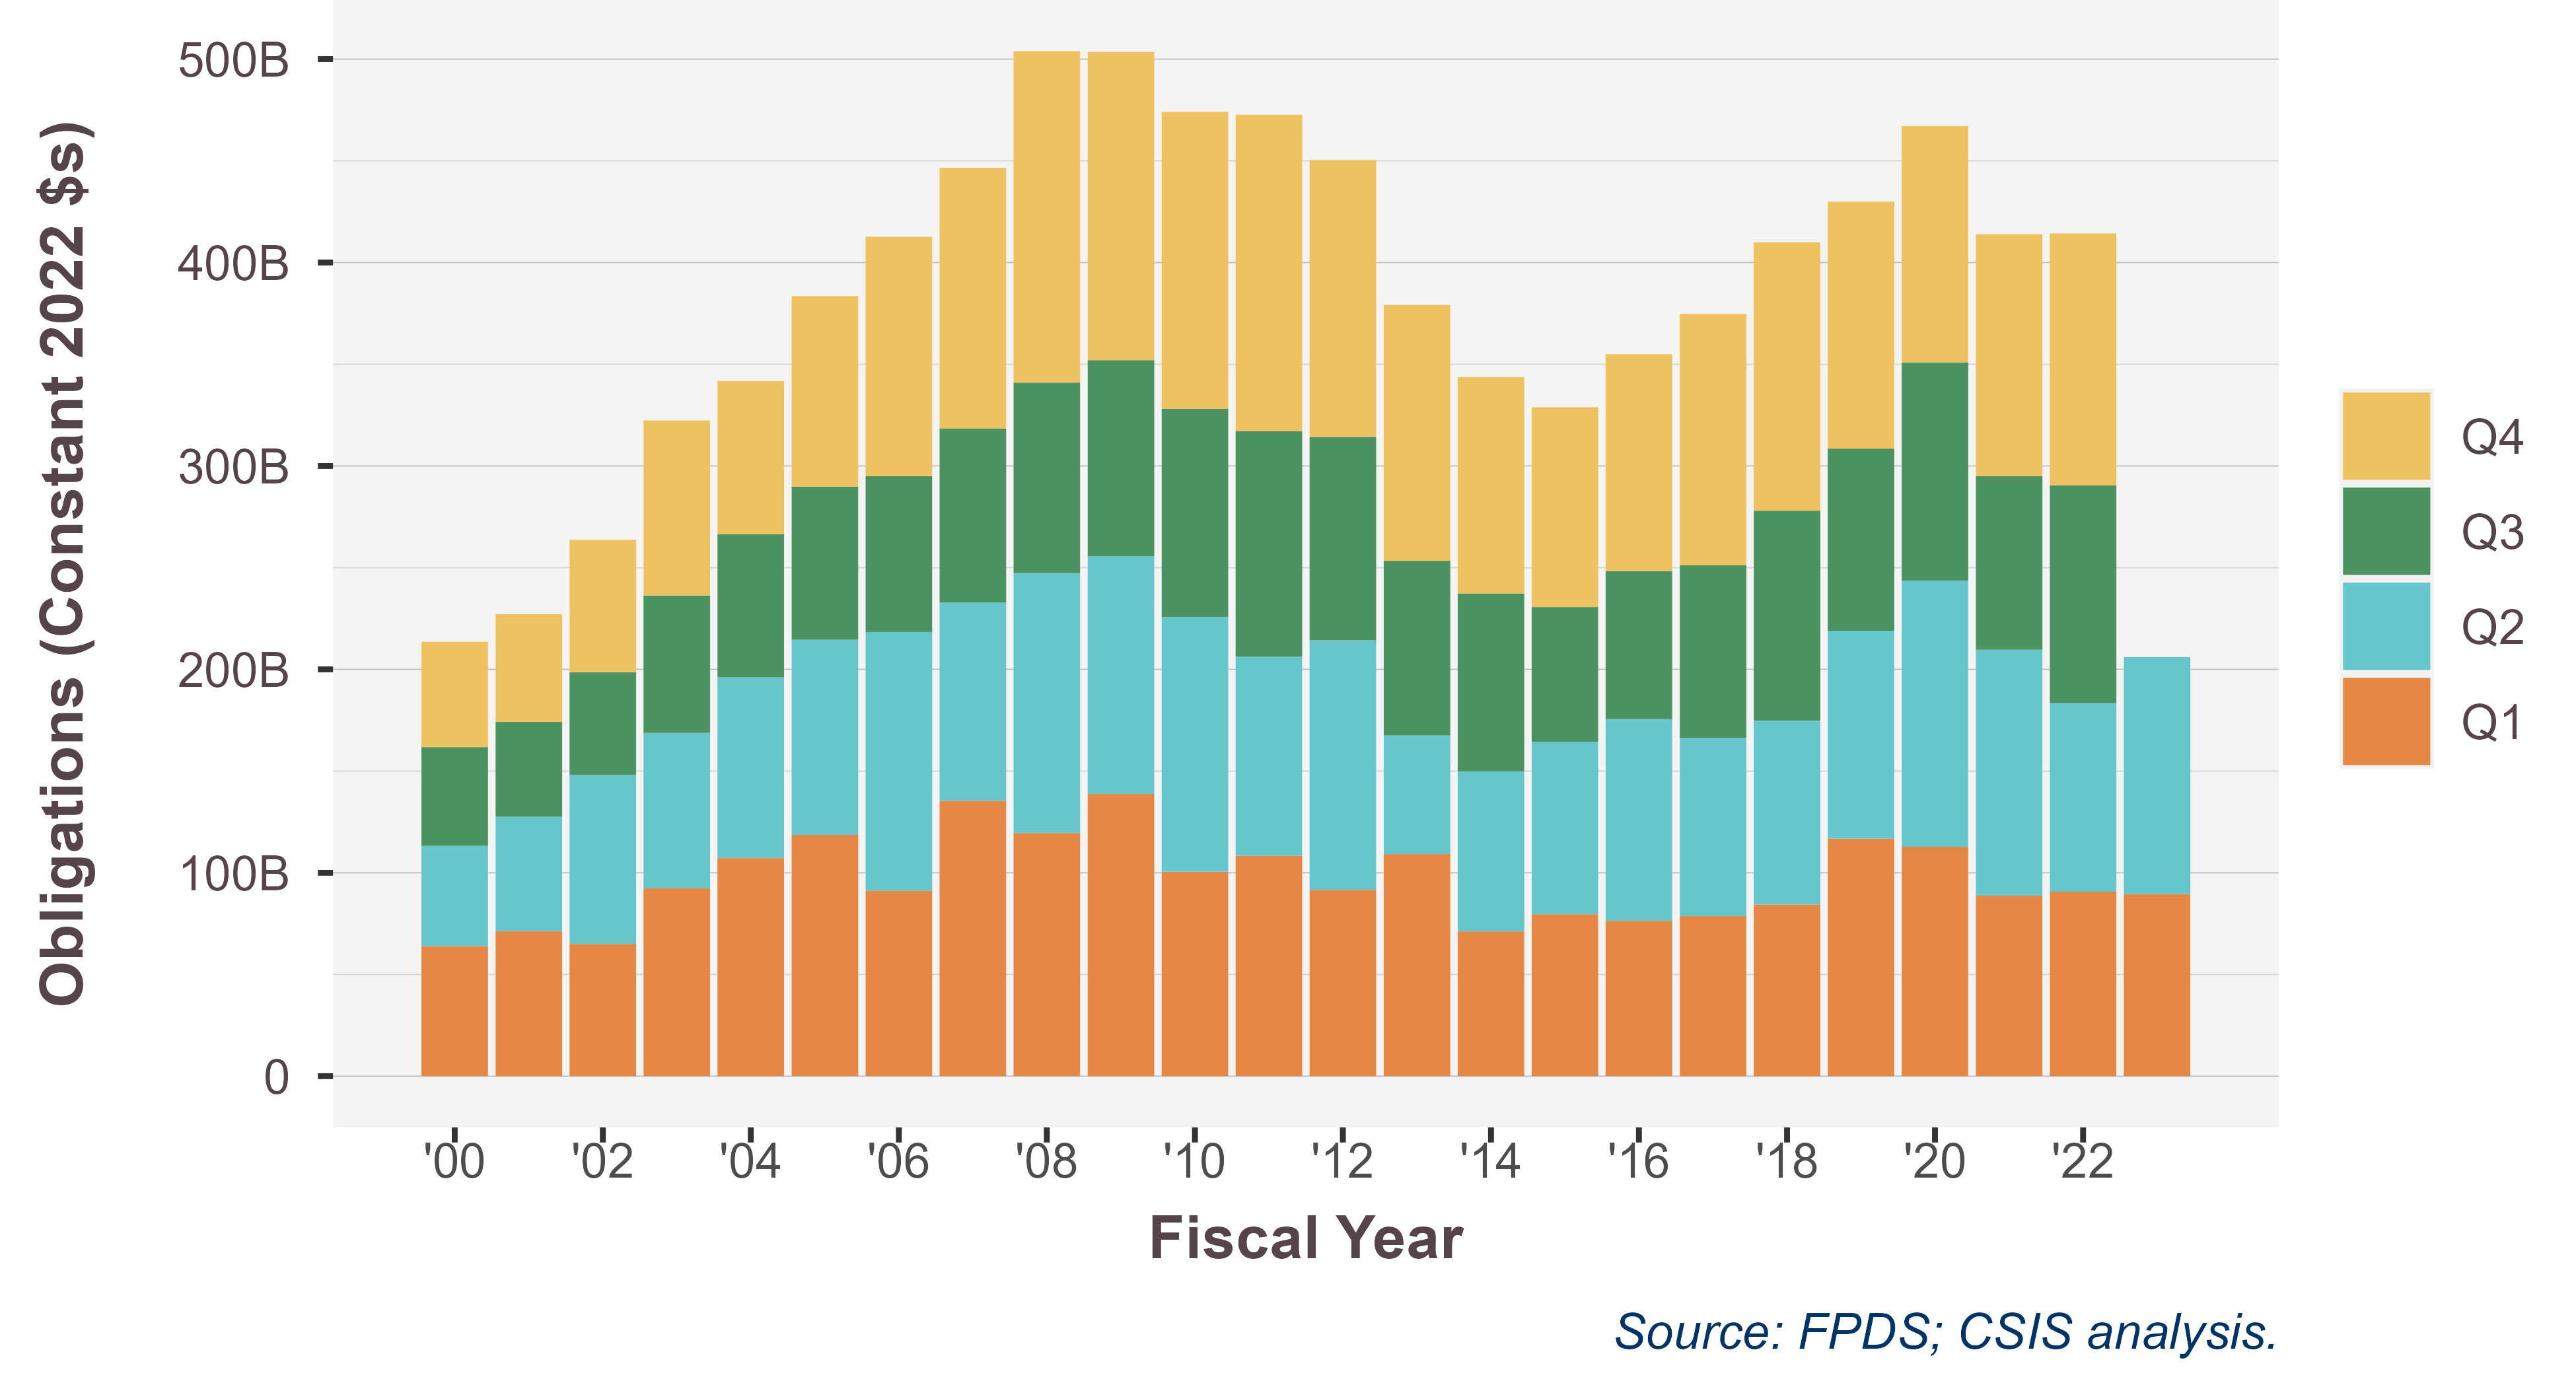 Obligations (Constant 2022 $s)
500B
400B
300B
200B
100B
0
'00 '02 '04 '06 '08 '10 '12 '14 '16 '18 '20 '22
Fiscal Year
Q4
Q3
Q2
Q1
Source: FPDS; CSIS analysis.